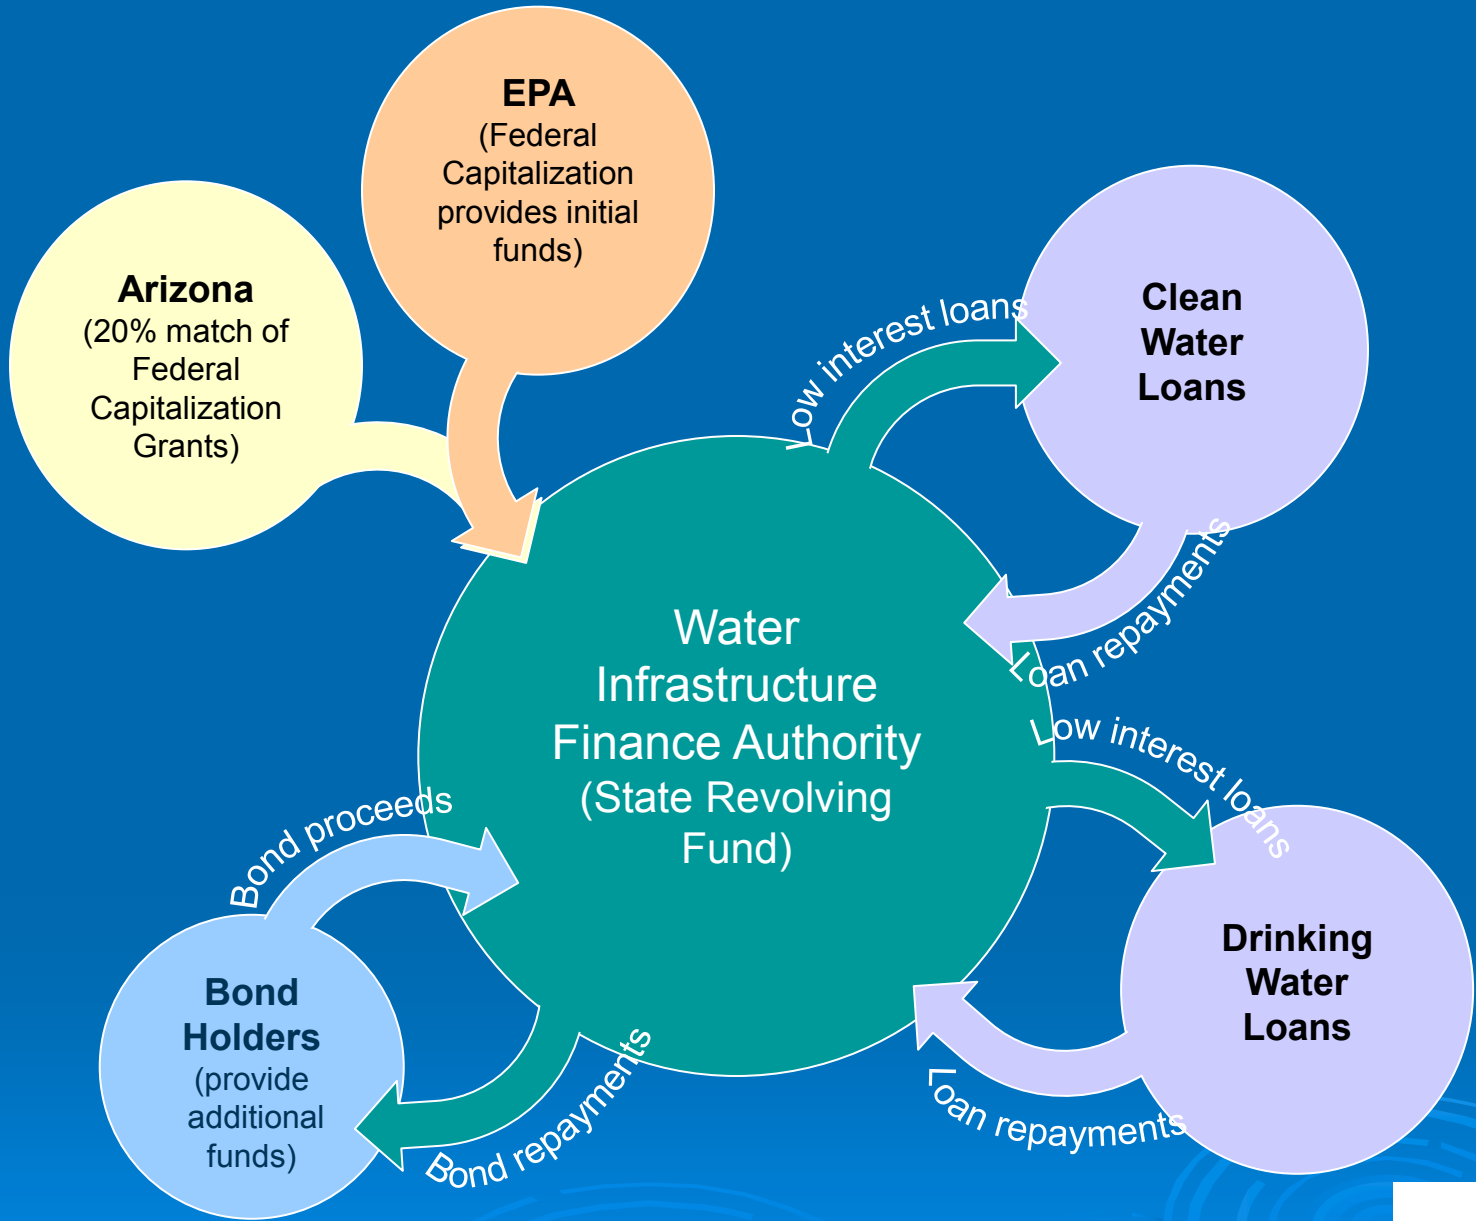 EPA
(Federal
Capitalization
provides initial
funds)
Arizona
(20% match of
Federal
Capitalization
Grants)
Low interest loans
Clean
Water
Loans
Loan repayments
Water
Infrastructure
Finance Authority
(State Revolving
Fund)
Low interest loans
Drinking
Water
Loans
Loan repayments
Bond proceeds
Bond
Holders
(provide
additional
funds)
Bond repayments